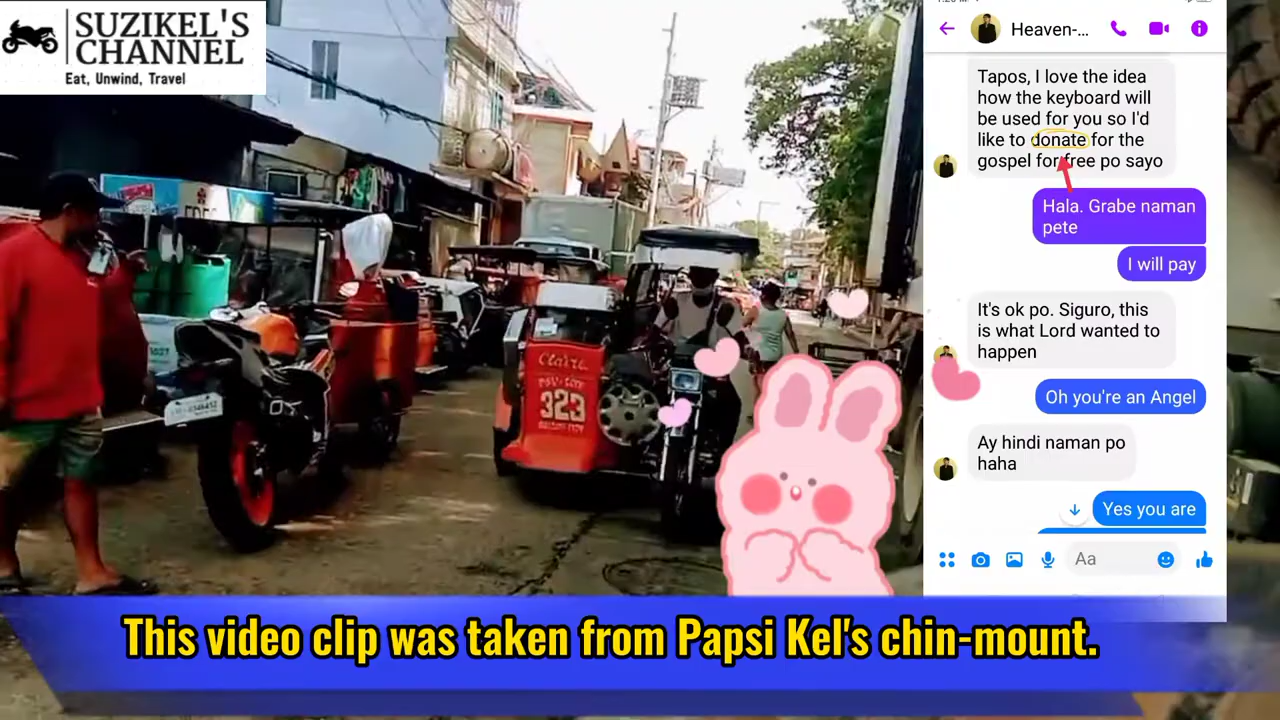 SUZIKEL'S
CHANNEL
Eat, Unwind, Travel
Heaven-...
Tapos, I love the idea
how the keyboard will
be used for you so I'd
like to donate for the
gospel for free po sayo
Hala. Grabe naman
pete
I will pay
It's ok po. Siguro, this
is what Lord wanted to
happen
Oh you're an Angel
Ay hindi naman po
haha
Yes you are
Aa
323
This video clip was taken from Papsi Kel's chin-mount.